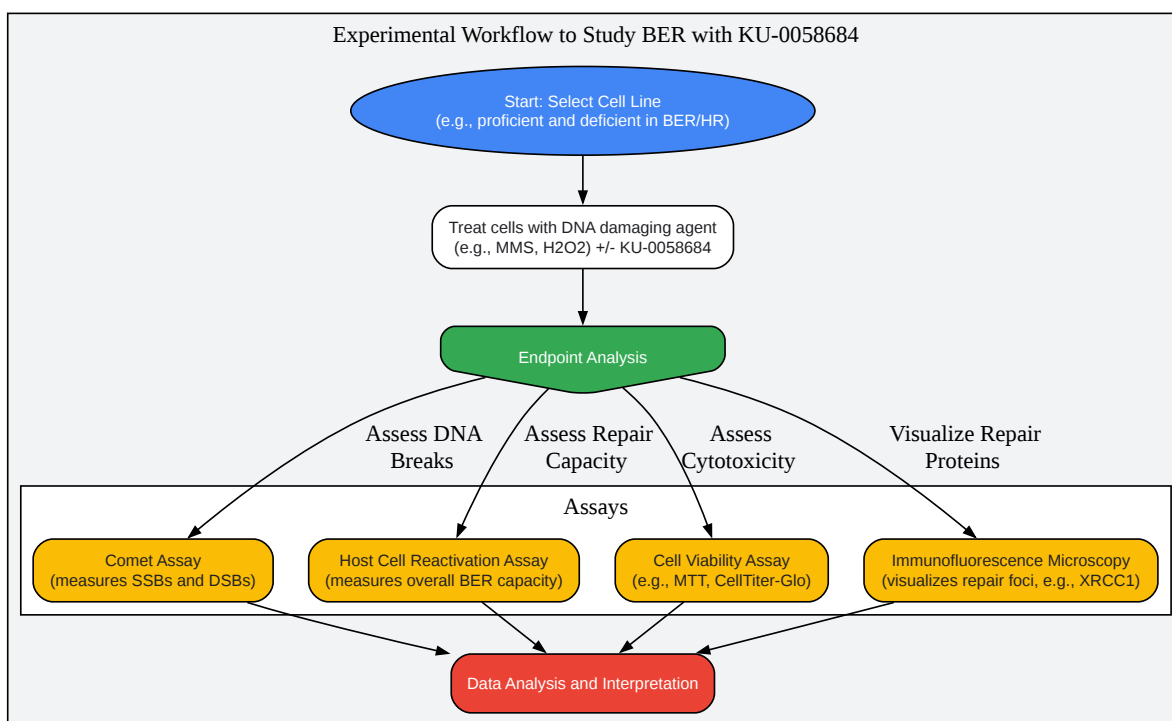 Experimental Workflow to Study BER with KU-0058684
Start: Select Cell Line
(e.g., proficient and deficient in BER/HR)
Treat cells with DNA damaging agent
(e.g., MMS, H2O2) +/- KU-0058684
Endpoint Analysis
Assess DNA
Breaks
Assess Repair
Capacity
Assess
Cytotoxicity
Visualize Repair
Proteins
Assays
Comet Assay
(measures SSBs and DSBs)
Host Cell Reactivation Assay
(measures overall BER capacity)
Cell Viability Assay
(e.g., MTT, CellTiter-Glo)
Immunofluorescence Microscopy
(visualizes repair foci, e.g., XRCC1)
Data Analysis and Interpretation